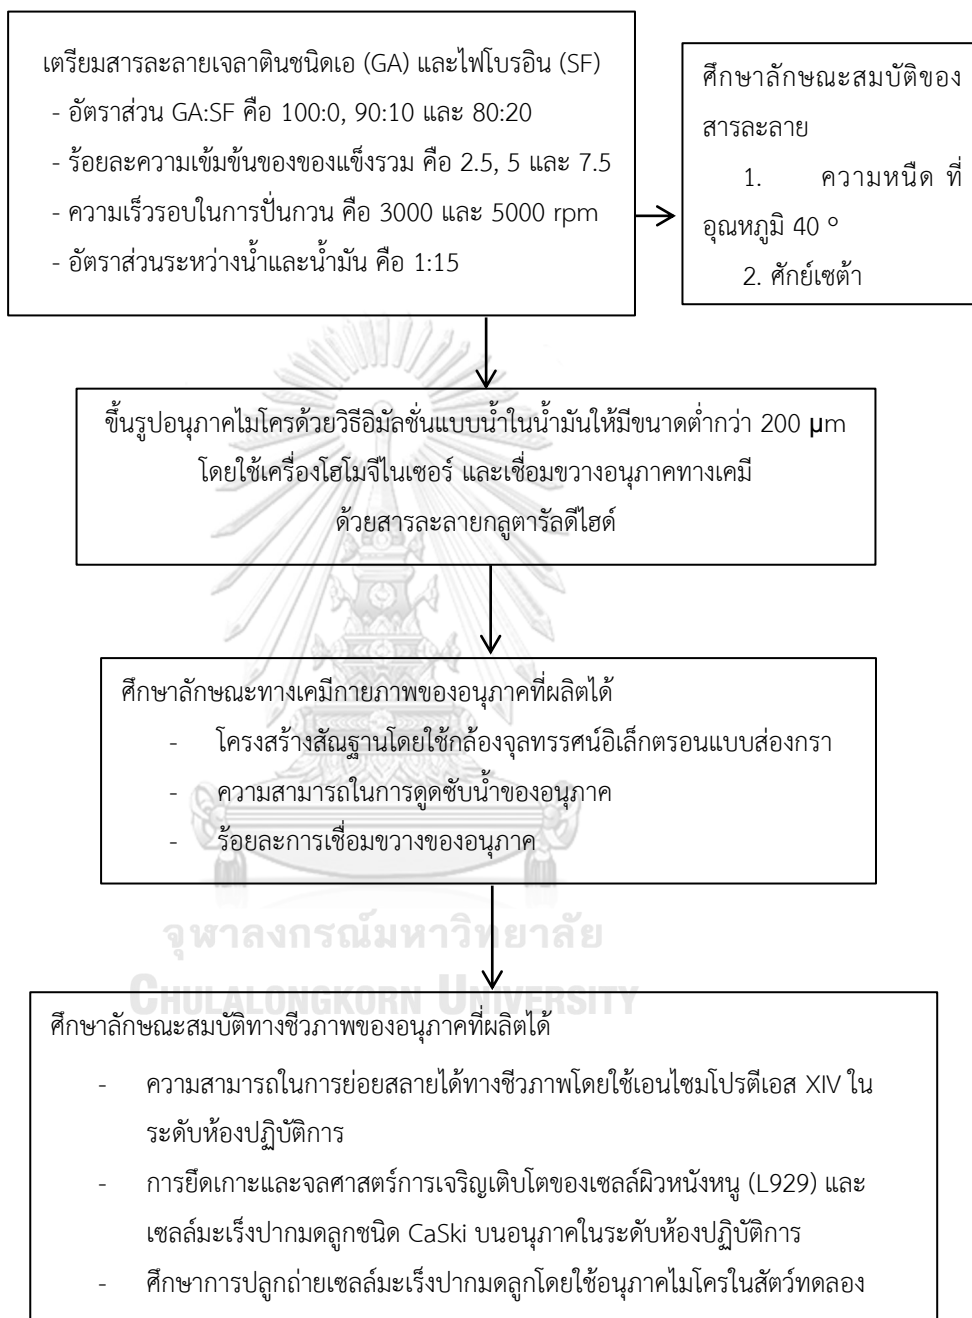 เตรียมสารละลายเจลาตินชนิดเอ (GA) และไฟโบรอิน (SF)
- อัตราส่วน GA:SF คือ 100:0, 90:10 และ 80:20
- ร้อยละความเข้มข้นของของแข็งรวม คือ 2.5, 5 และ 7.5
- ความเร็วรอบในการปั่นกวน คือ 3000 และ 5000 rpm
- อัตราส่วนระหว่างน้ำและน้ำมัน คือ 1:15
ศึกษาลักษณะสมบัติของ
สารละลาย
1. ความหนืด ที่
อุณหภูมิ 40 °
2. ศักย์เซต้า
ขึ้นรูปอนุภาคไมโครด้วยวิธีอิมัลชั่นแบบน้ำในน้ำมันให้มีขนาดต่ำกว่า 200 μm
โดยใช้เครื่องโฮโมจีไนเซอร์ และเชื่อมขวางอนุภาคทางเคมี
ด้วยสารละลายกลูตารัลดีไฮด์
ศึกษาลักษณะทางเคมีกายภาพของอนุภาคที่ผลิตได้
- โครงสร้างสัณฐานโดยใช้กล้องจุลทรรศน์อิเล็กตรอนแบบส่องกรา
- ความสามารถในการดูดซับน้ำของอนุภาค
- ร้อยละการเชื่อมขวางของอนุภาค
จุฬาลงกรณ์มหาวิทยาลัย
CHULALONGKORN UNIVERSITY
ศึกษาลักษณะสมบัติทางชีวภาพของอนุภาคที่ผลิตได้
- ความสามารถในการย่อยสลายได้ทางชีวภาพโดยใช้เอนไซมโปรตีเอส XIV ใน
ระดับห้องปฏิบัติการ
- การยึดเกาะและจลศาสตร์การเจริญเติบโตของเซลล์ผิวหนังหนู (L929) และ
เซลล์มะเร็งปากมดลูกชนิด CaSki บนอนุภาคในระดับห้องปฏิบัติการ
- ศึกษาการปลูกถ่ายเซลล์มะเร็งปากมดลูกโดยใช้อนุภาคไมโครในสัตว์ทดลอง